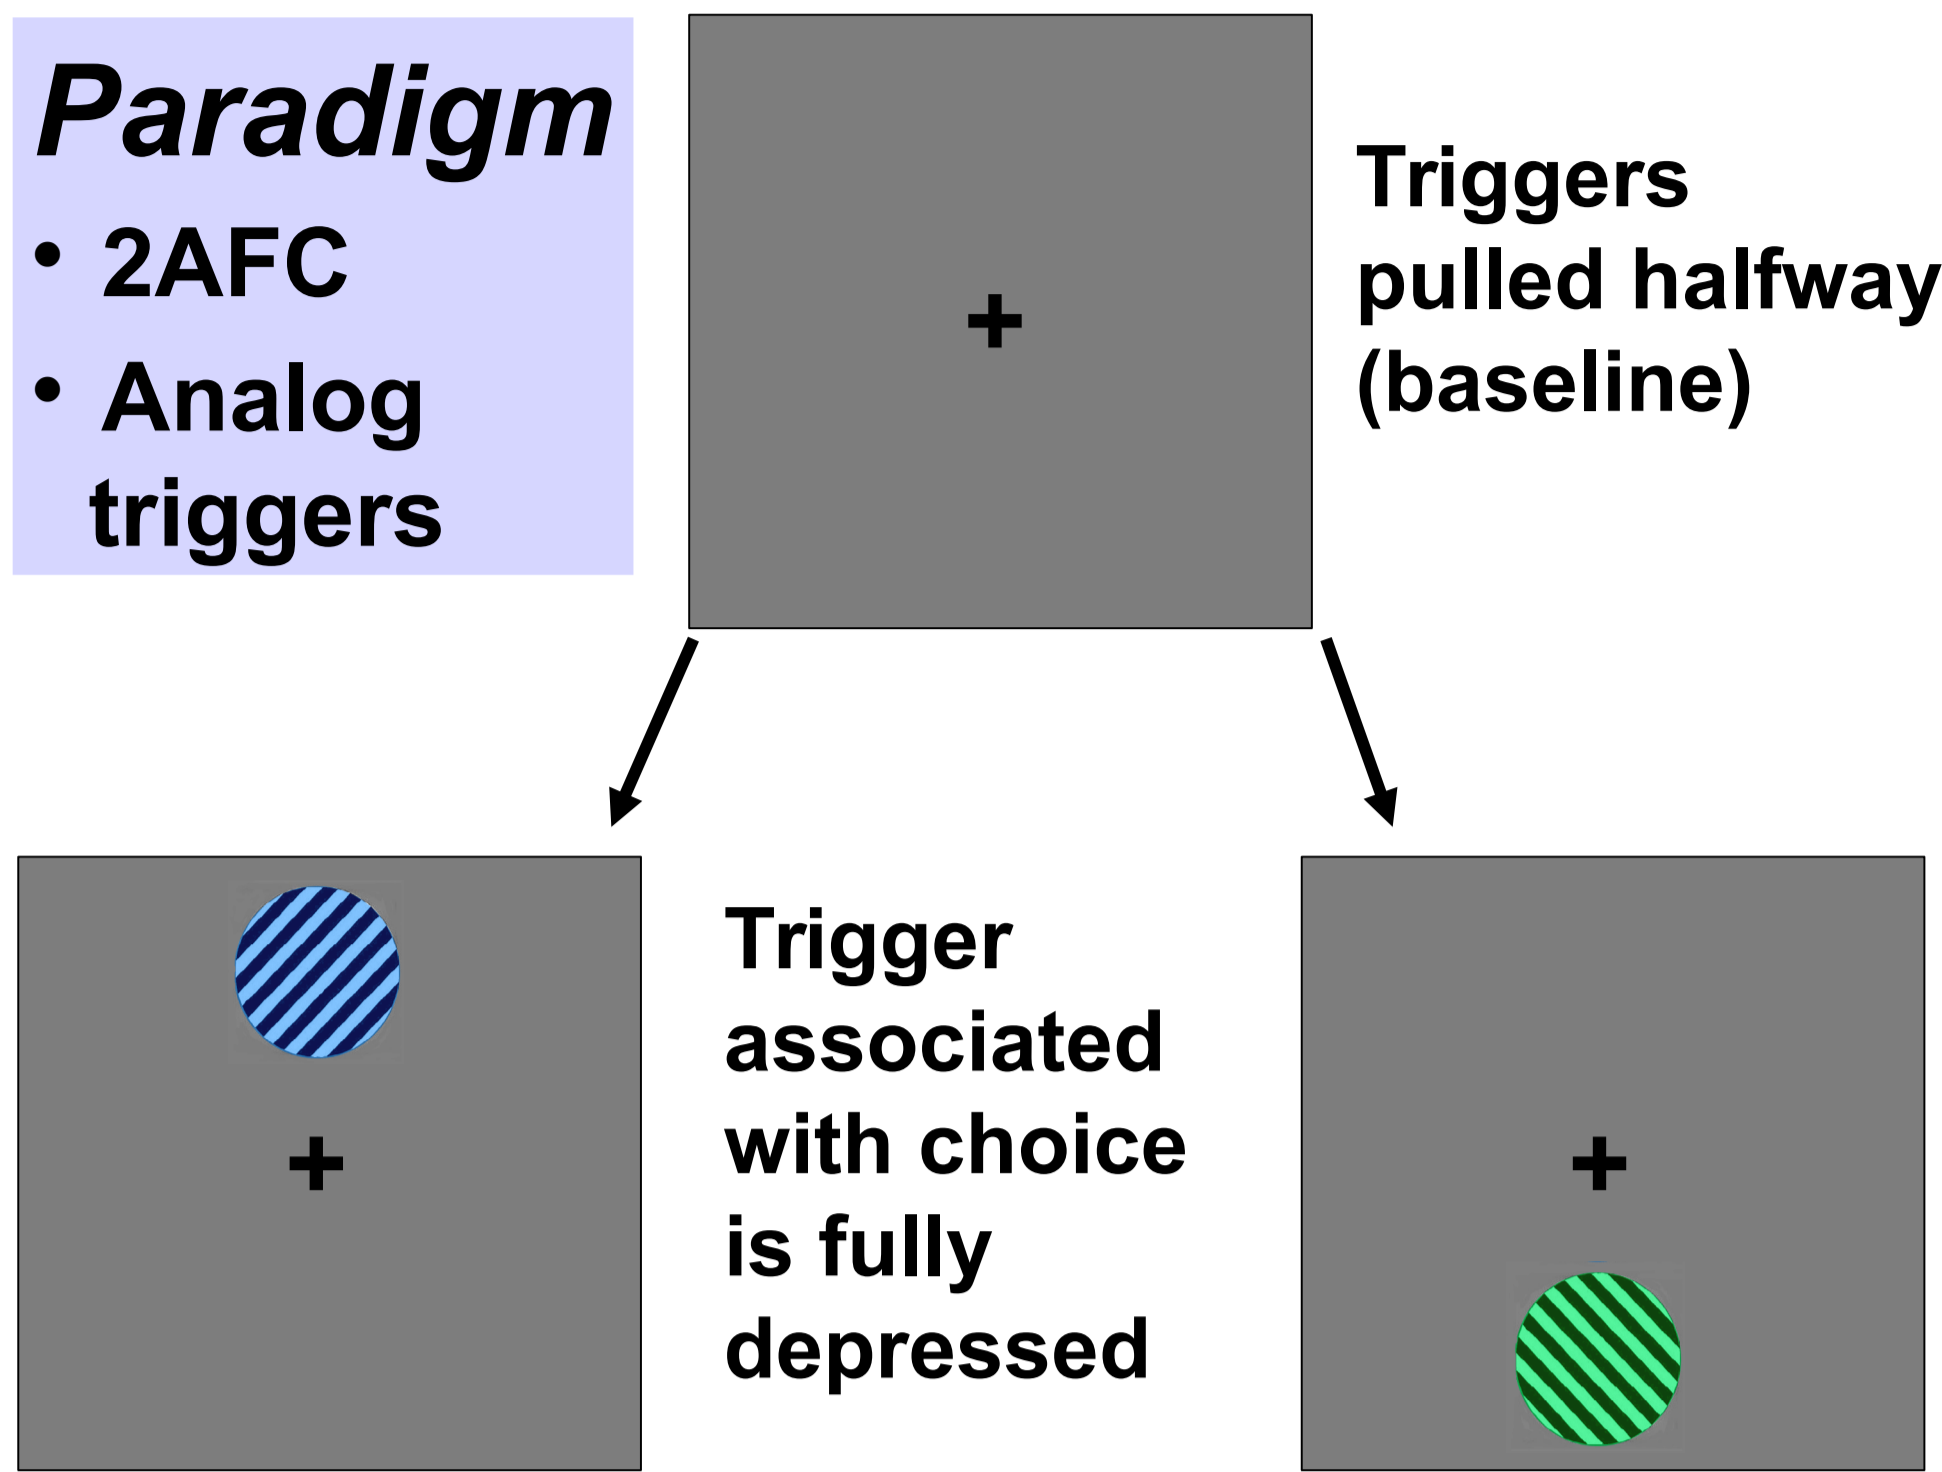 Paradigm
• 2AFC
• Analog
triggers
Triggers
pulled halfway
(baseline)
Trigger
associated
with choice
is fully
depressed